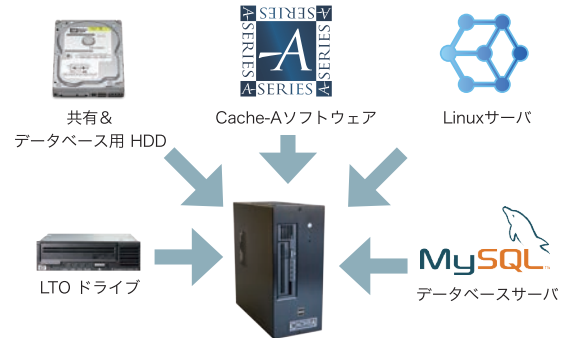 A SERIES
A SERIES
-A
A SERIES
A SERIES
共有&
データベース用 HDD
Cache-Aソフトウェア
Linuxサーバ
LTO ドライブ
MySQL
データベースサーバ
CACHE-A